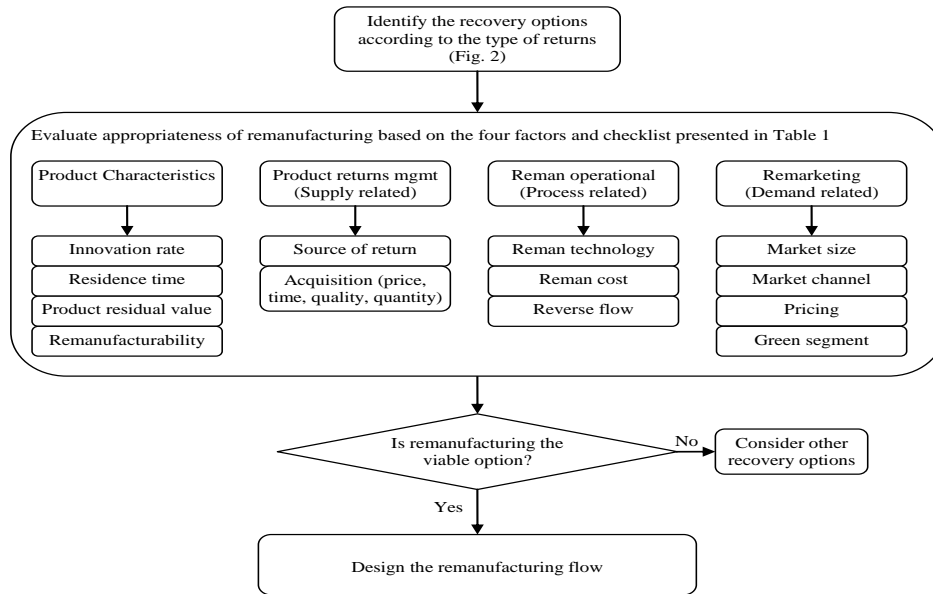 Identify the recovery options
according to the type of returns
(Fig. 2)
Evaluate appropriateness of remanufacturing based on the four factors and checklist presented in Table 1
Product Characteristics
Innovation rate
Residence time
Product residual value
Remanufacturability
Product returns mgmt
(Supply related)
Source of return
Acquisition (price,
time, quality, quantity)
Reman operational
(Process related)
Reman technology
Reman cost
Reverse flow
Remarketing
(Demand related)
Market size
Market channel
Pricing
Green segment
Is remanufacturing the
viable option?
No
Consider other
recovery options
Yes
Design the remanufacturing flow